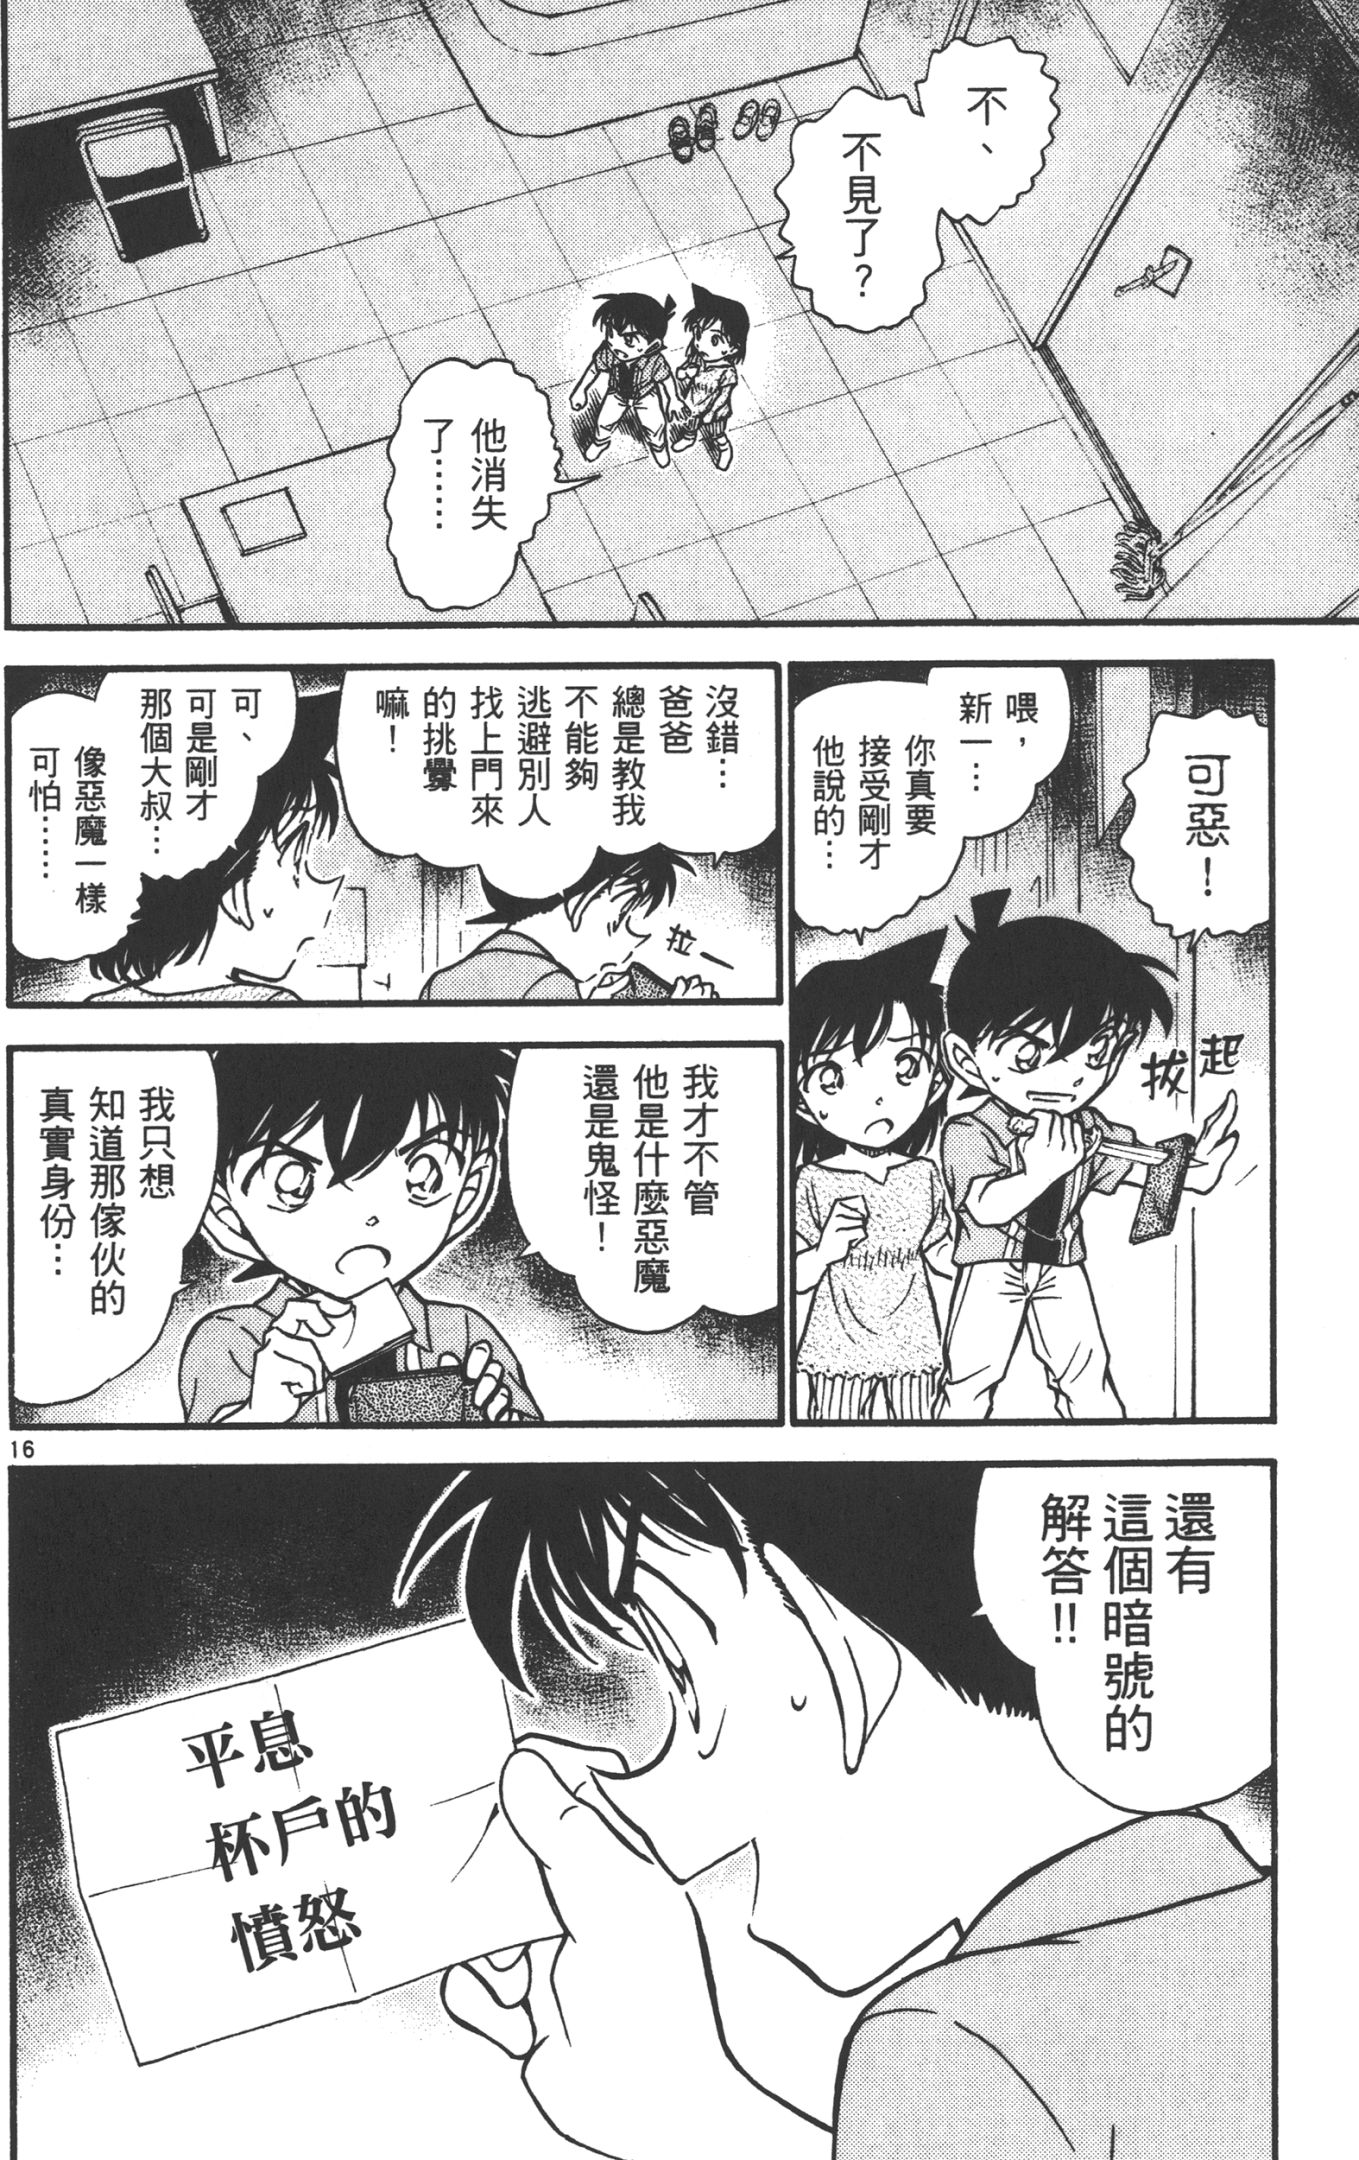 不、
不見了?
他消失
了……
可惡!
喂,
新一…
你真要
接受剛才
他說的…
拔起
沒錯…
爸爸
總是教我
不能夠
逃避別人
找上門來
的挑釁
嘛!
拉—
可、
可是剛才
那個大叔…
像惡魔一樣
可怕……
我才不管
他是什麼惡魔
還是鬼怪!
我只想
知道那傢伙的
真實身份…
16
還有
這個暗號的
解答!!
平息
杯戶的
憤怒